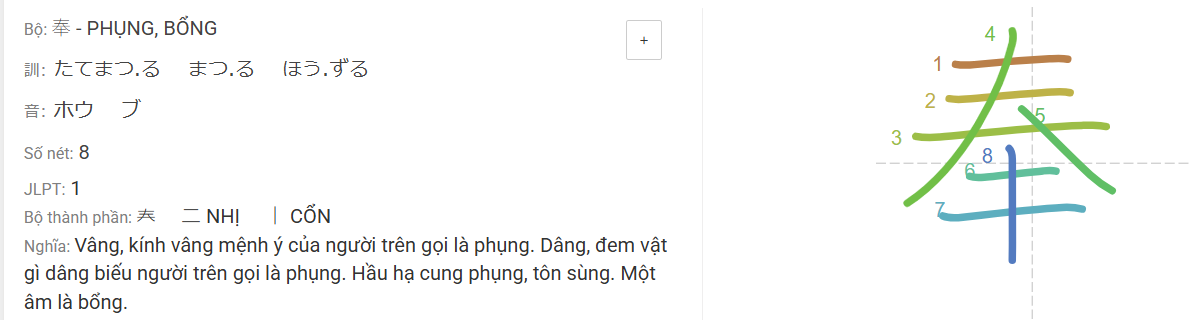 Bộ: 奉 - PHỤNG, BỔNG
+
訓: たてまつ.る まつ.る ほう.ずる
音: ホウ ブ
Số nét: 8
JLPT: 1
Bộ thành phần: 𡗗 二 NHỊ 丨 CỔN
Nghĩa: Vâng, kính vâng mệnh ý của người trên gọi là phụng. Dâng, đem vật
gì dâng biếu người trên gọi là phụng. Hầu hạ cung phụng, tôn sùng. Một
âm là bổng.
奉
1
2
3
4
5
6
7
8